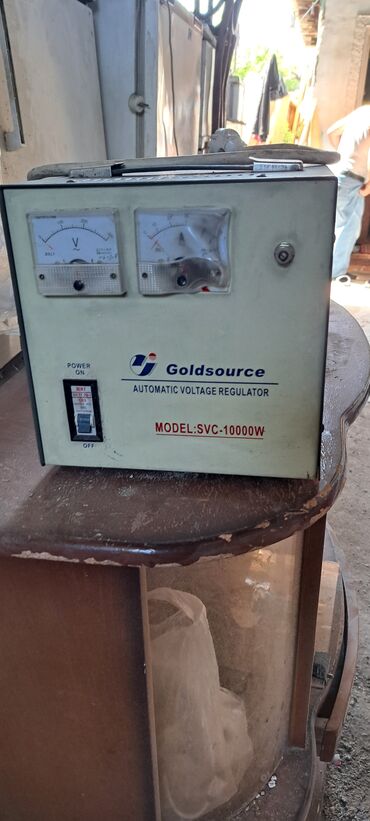 V
A
POWER
ON
OFF
Goldsource
AUTOMATIC VOLTAGE REGULATOR
MODEL:SVC-10000W